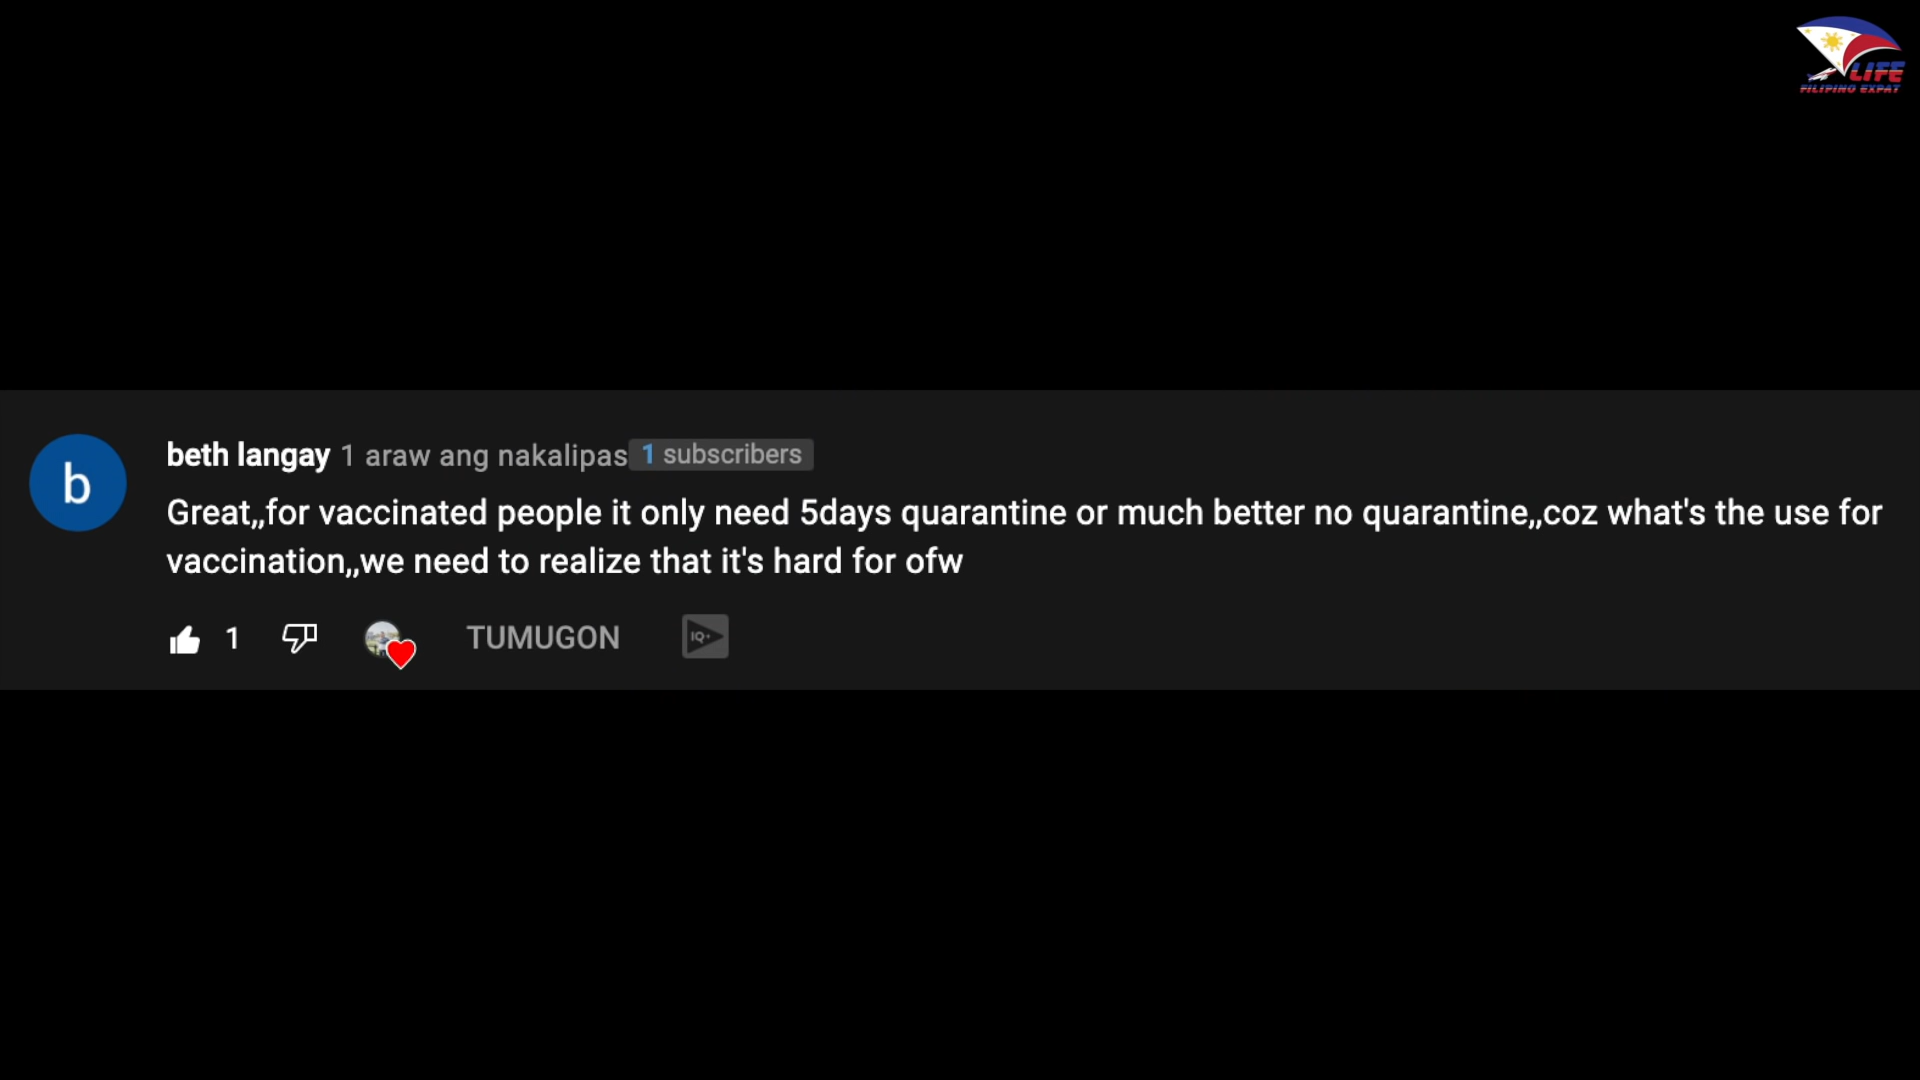 LIFE
FILIPINO EXPAT
b
beth langay 1 araw ang nakalipas 1 subscribers
Great,,for vaccinated people it only need 5days quarantine or much better no quarantine,,coz what's the use for
vaccination,,we need to realize that it's hard for ofw
1 TUMUGON IQ+